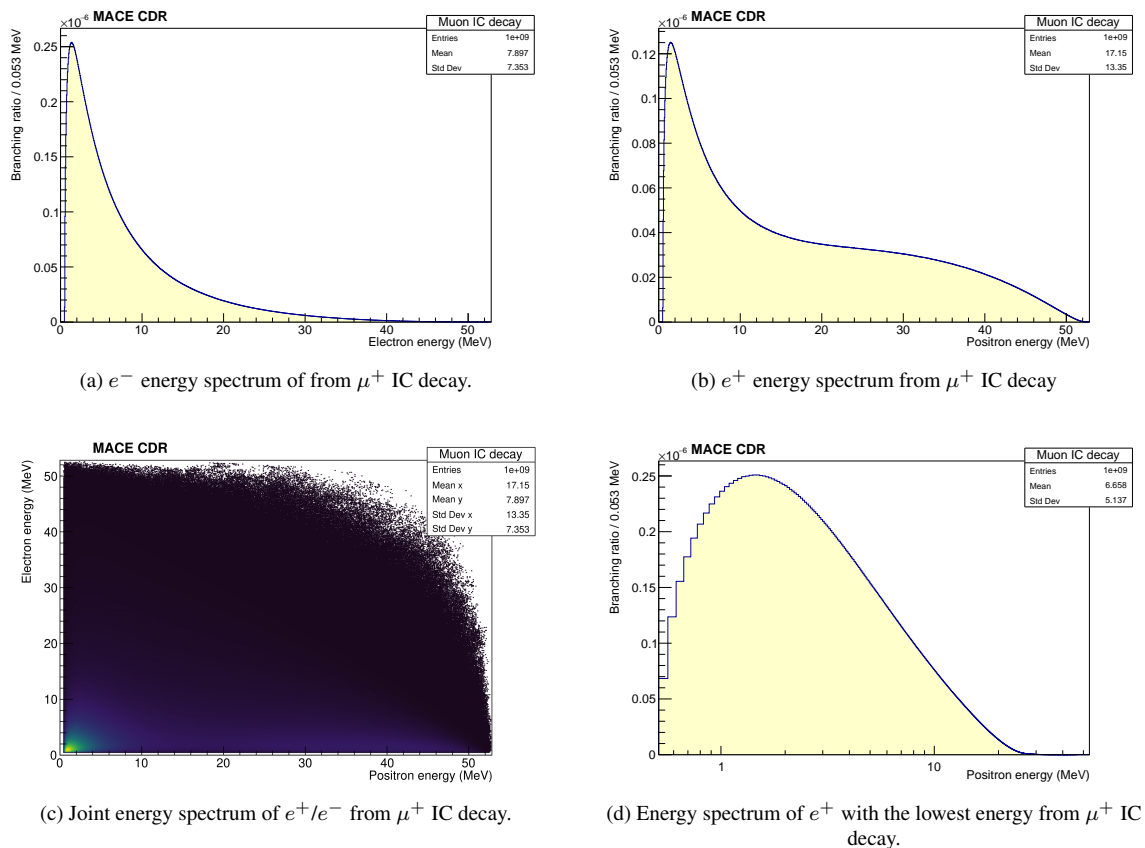 ×10⁻⁶ MACE CDR
Muon IC decay
Entries 1e+09
Mean 7.897
Std Dev 7.353
Branching ratio / 0.053 MeV
0.25
0.2
0.15
0.1
0.05
0
0 10 20 30 40 50
Electron energy (MeV)
(a) e− energy spectrum of from μ+ IC decay.
×10⁻⁶ MACE CDR
Muon IC decay
Entries 1e+09
Mean 17.15
Std Dev 13.35
Branching ratio / 0.053 MeV
0.12
0.1
0.08
0.06
0.04
0.02
0
0 10 20 30 40 50
Positron energy (MeV)
(b) e+ energy spectrum from μ+ IC decay
MACE CDR
Muon IC decay
Entries 1e+09
Mean x 17.15
Mean y 7.897
Std Dev x 13.35
Std Dev y 7.353
Electron energy (MeV)
50
40
30
20
10
0
0 10 20 30 40 50
Positron energy (MeV)
(c) Joint energy spectrum of e+/e− from μ+ IC decay.
×10⁻⁶ MACE CDR
Muon IC decay
Entries 1e+09
Mean 6.658
Std Dev 5.137
Branching ratio / 0.053 MeV
0.25
0.2
0.15
0.1
0.05
0
1 10
Positron energy (MeV)
(d) Energy spectrum of e+ with the lowest energy from μ+ IC
decay.